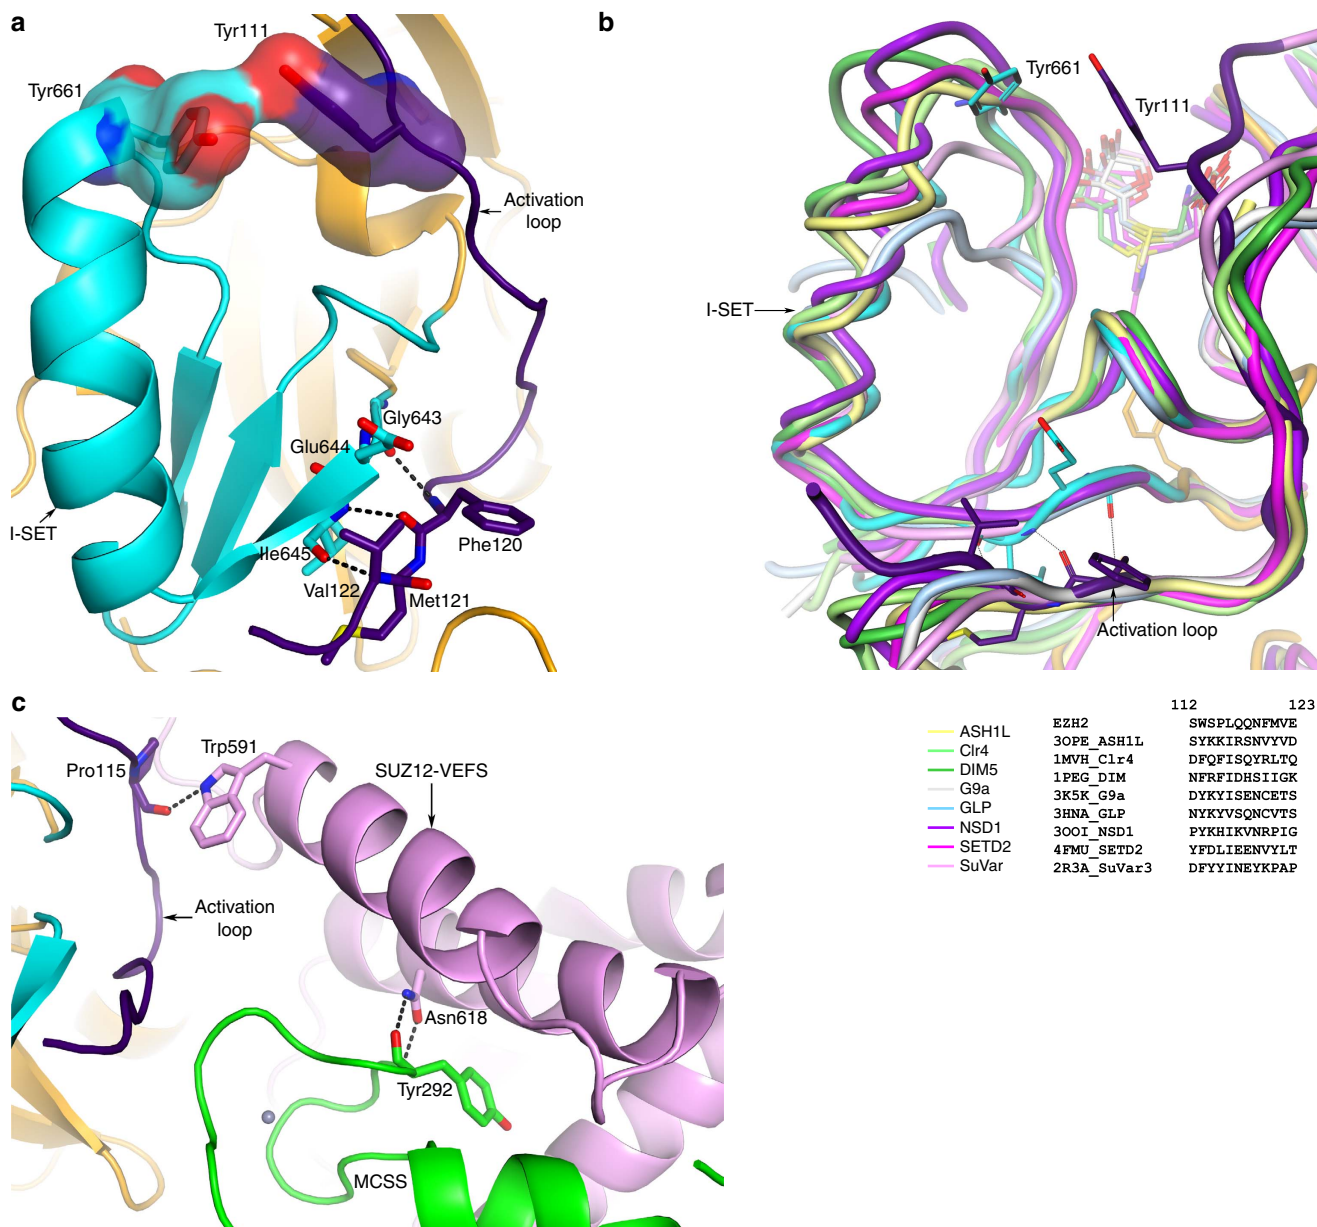 a
Tyr111
Tyr661
Activation
loop
Gly643
Glu644
I-SET
Ile645
Phe120
Val122
Met121
b
Tyr661
Tyr111
I-SET
Activation loop
c
Trp591
Pro115
SUZ12-VEFS
Activation
loop
Asn618
Tyr292
MCSS
ASH1L
Clr4
DIM5
G9a
GLP
NSD1
SETD2
SuVar
112 123
EZH2 SWSPLQQNFMVE
3OPE_ASH1L SYKKIRSNVYVD
1MVH_Clr4 DFQFISQYRLTQ
1PEG_DIM NFRFIDHSIIGK
3K5K_G9a DYKYISENCETS
3HNA_GLP NYKYVSQNCVTS
3OOI_NSD1 PYKHIKVNRPIG
4FMU_SETD2 YFDLIEENVYLT
2R3A_SuVar3 DFYYINEYKPAP